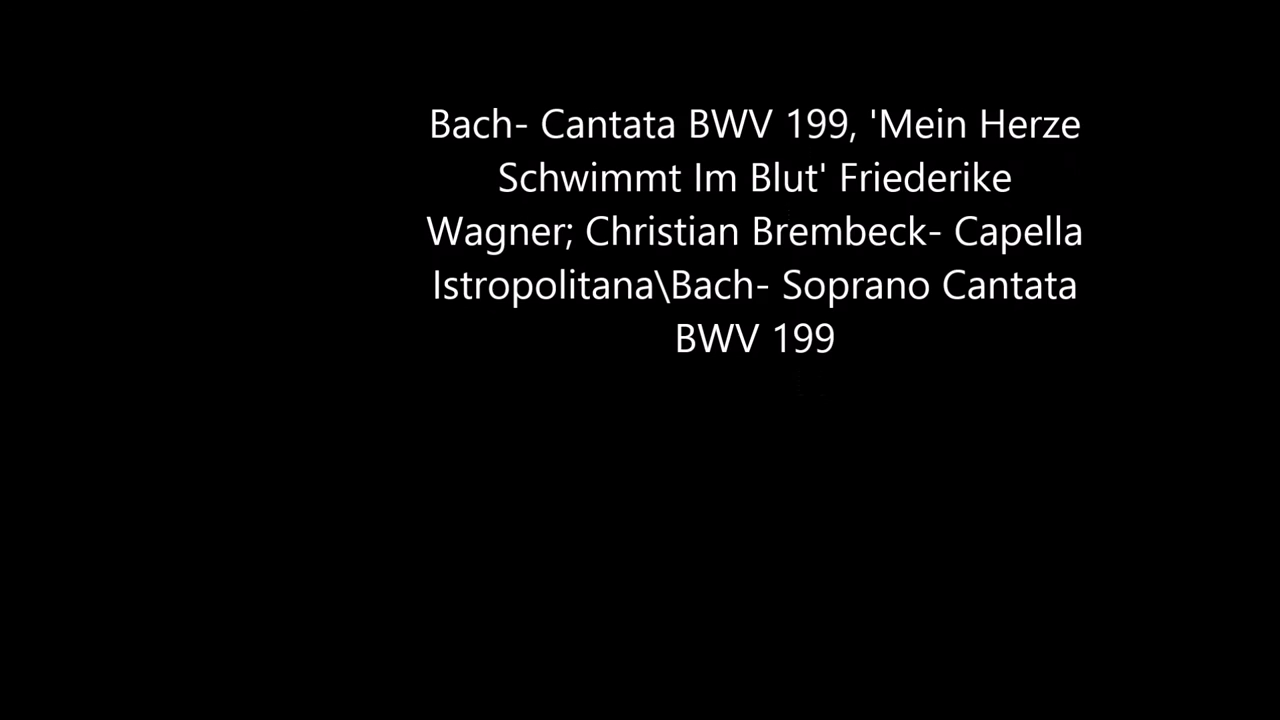 Bach- Cantata BWV 199, 'Mein Herze
Schwimmt Im Blut' Friederike
Wagner; Christian Brembeck- Capella
Istropolitana\Bach- Soprano Cantata
BWV 199